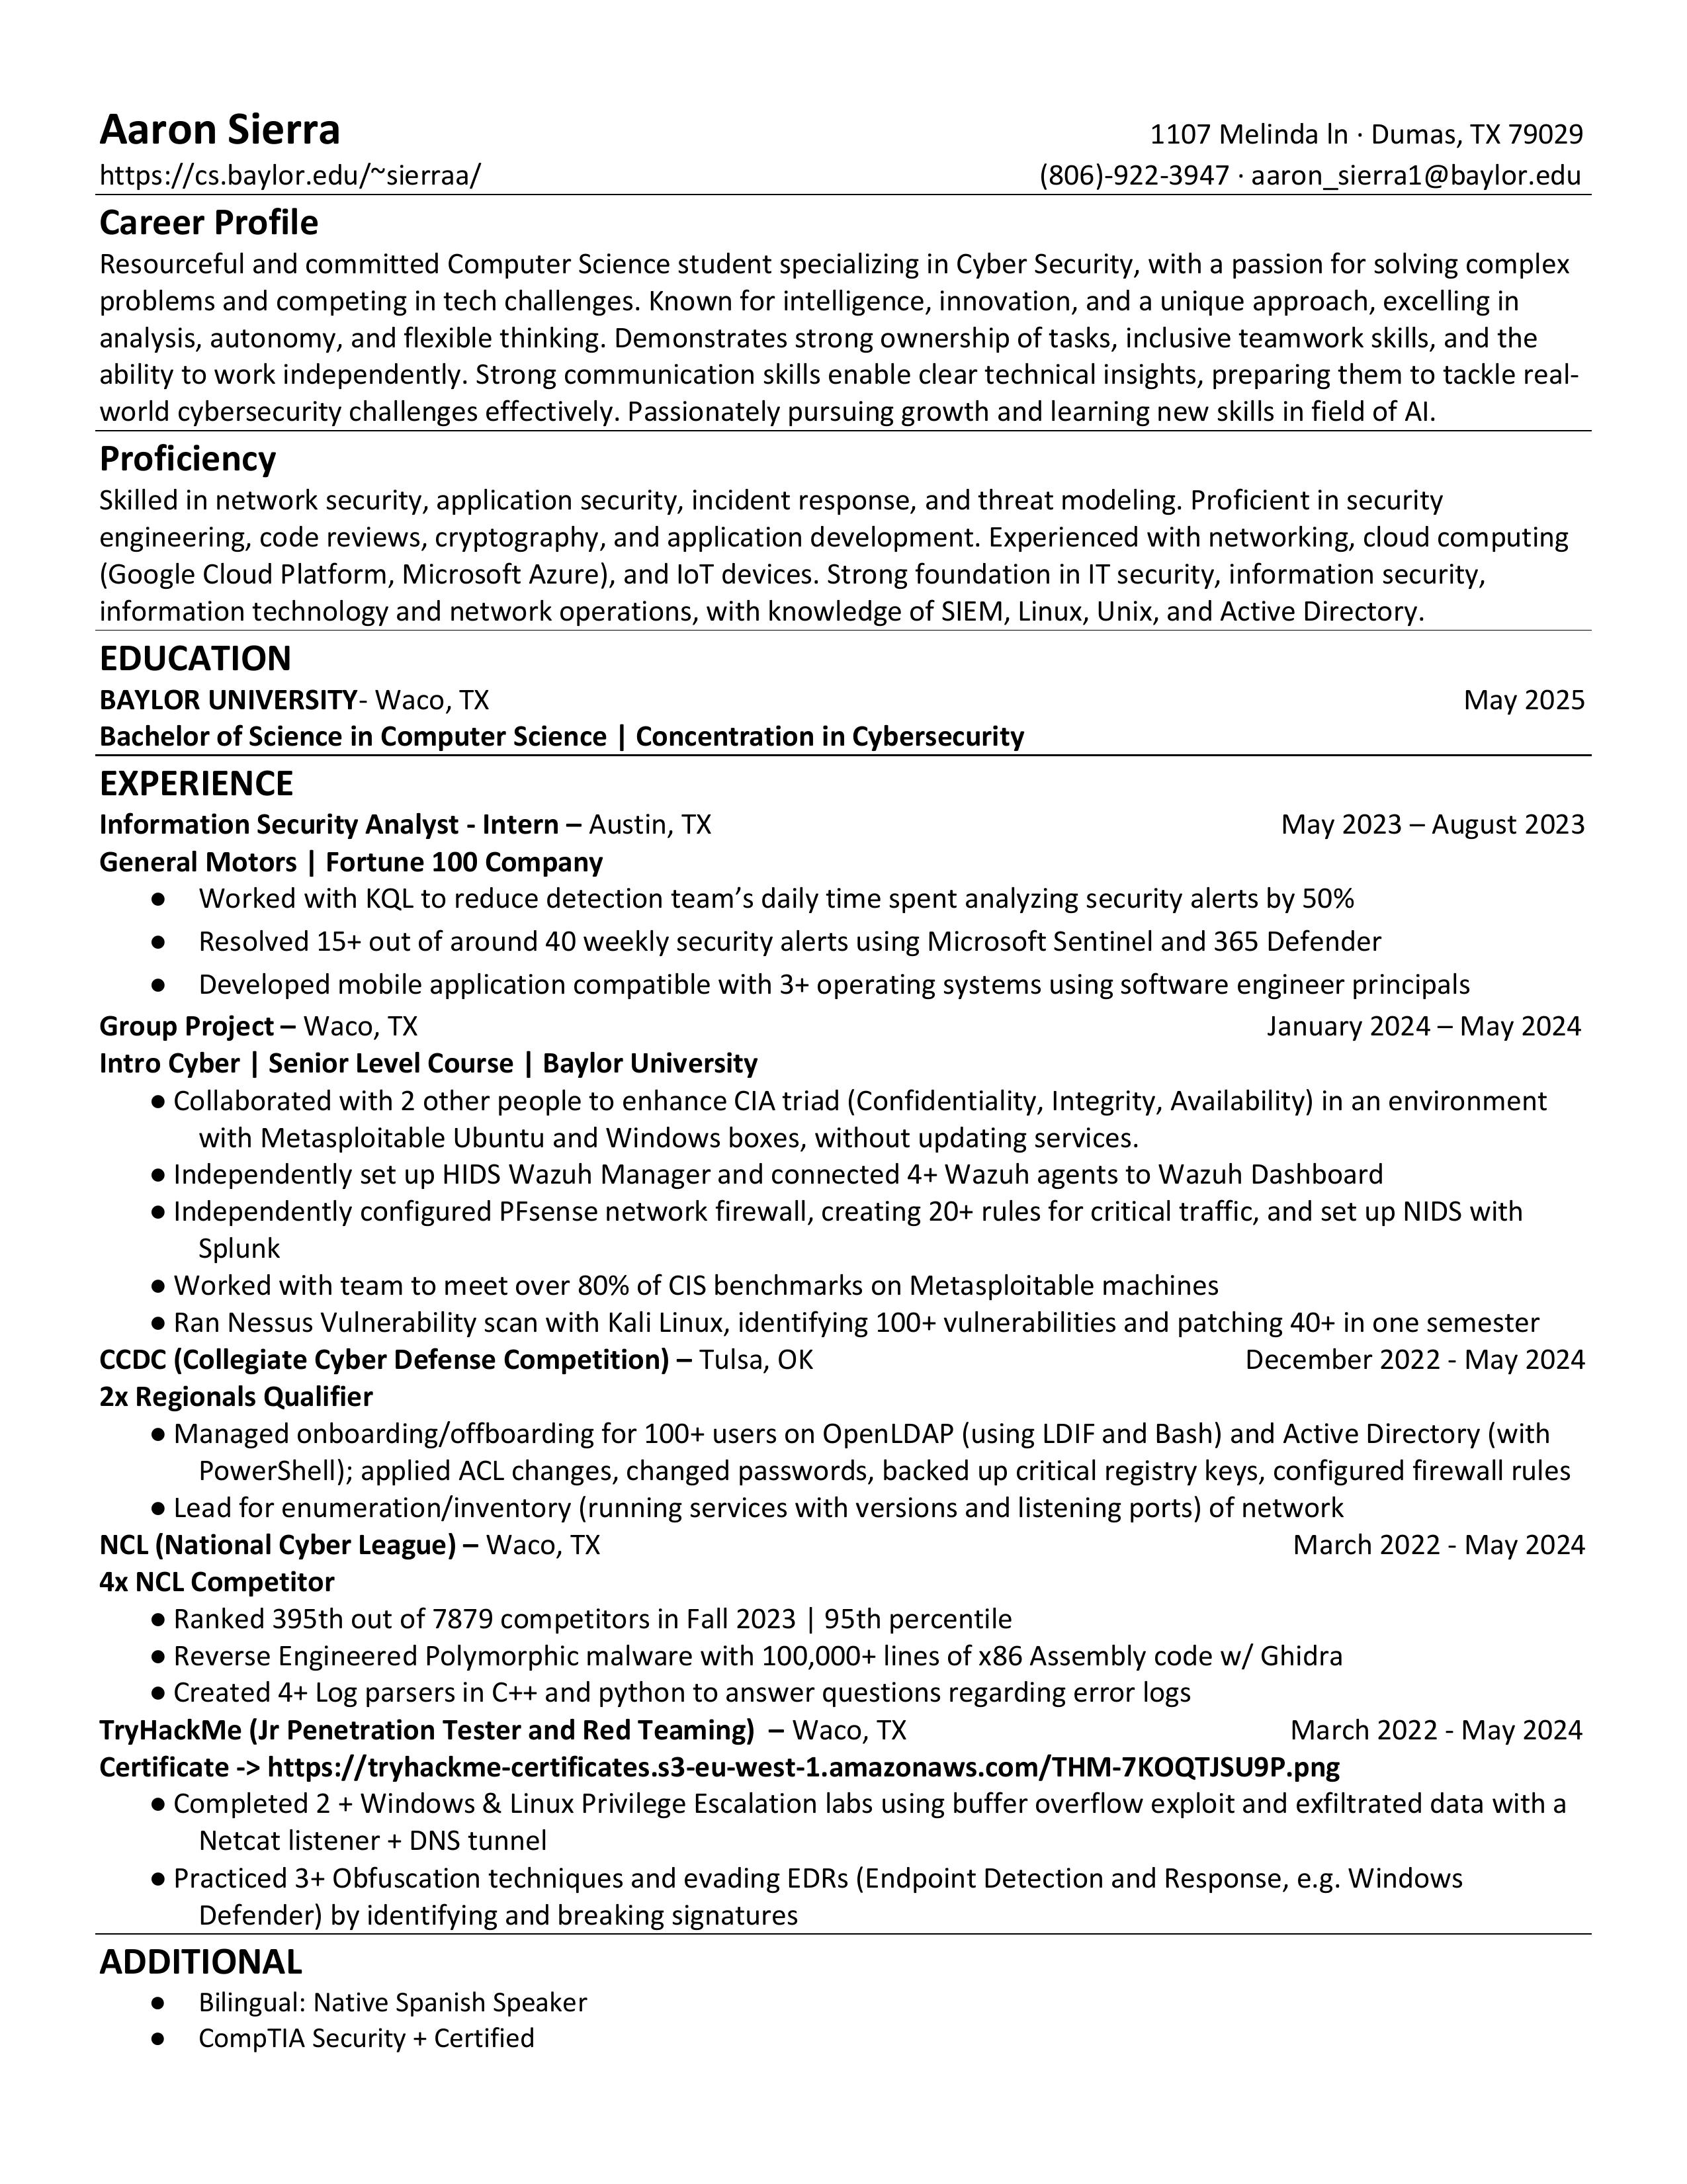 Aaron Sierra 1107 Melinda ln · Dumas, TX 79029
https://cs.baylor.edu/~sierraa/ (806)-922-3947 · aaron_sierra1@baylor.edu
Career Profile
Resourceful and committed Computer Science student specializing in Cyber Security, with a passion for solving complex
problems and competing in tech challenges. Known for intelligence, innovation, and a unique approach, excelling in
analysis, autonomy, and flexible thinking. Demonstrates strong ownership of tasks, inclusive teamwork skills, and the
ability to work independently. Strong communication skills enable clear technical insights, preparing them to tackle real-
world cybersecurity challenges effectively. Passionately pursuing growth and learning new skills in field of AI.
Proficiency
Skilled in network security, application security, incident response, and threat modeling. Proficient in security
engineering, code reviews, cryptography, and application development. Experienced with networking, cloud computing
(Google Cloud Platform, Microsoft Azure), and IoT devices. Strong foundation in IT security, information security,
information technology and network operations, with knowledge of SIEM, Linux, Unix, and Active Directory.
EDUCATION
BAYLOR UNIVERSITY- Waco, TX May 2025
Bachelor of Science in Computer Science | Concentration in Cybersecurity
EXPERIENCE
Information Security Analyst - Intern – Austin, TX May 2023 – August 2023
General Motors | Fortune 100 Company
● Worked with KQL to reduce detection team’s daily time spent analyzing security alerts by 50%
● Resolved 15+ out of around 40 weekly security alerts using Microsoft Sentinel and 365 Defender
● Developed mobile application compatible with 3+ operating systems using software engineer principals
Group Project – Waco, TX January 2024 – May 2024
Intro Cyber | Senior Level Course | Baylor University
● Collaborated with 2 other people to enhance CIA triad (Confidentiality, Integrity, Availability) in an environment
with Metasploitable Ubuntu and Windows boxes, without updating services.
● Independently set up HIDS Wazuh Manager and connected 4+ Wazuh agents to Wazuh Dashboard
● Independently configured PFsense network firewall, creating 20+ rules for critical traffic, and set up NIDS with
Splunk
● Worked with team to meet over 80% of CIS benchmarks on Metasploitable machines
● Ran Nessus Vulnerability scan with Kali Linux, identifying 100+ vulnerabilities and patching 40+ in one semester
CCDC (Collegiate Cyber Defense Competition) – Tulsa, OK December 2022 - May 2024
2x Regionals Qualifier
● Managed onboarding/offboarding for 100+ users on OpenLDAP (using LDIF and Bash) and Active Directory (with
PowerShell); applied ACL changes, changed passwords, backed up critical registry keys, configured firewall rules
● Lead for enumeration/inventory (running services with versions and listening ports) of network
NCL (National Cyber League) – Waco, TX March 2022 - May 2024
4x NCL Competitor
● Ranked 395th out of 7879 competitors in Fall 2023 | 95th percentile
● Reverse Engineered Polymorphic malware with 100,000+ lines of x86 Assembly code w/ Ghidra
● Created 4+ Log parsers in C++ and python to answer questions regarding error logs
TryHackMe (Jr Penetration Tester and Red Teaming) – Waco, TX March 2022 - May 2024
Certificate -> https://tryhackme-certificates.s3-eu-west-1.amazonaws.com/THM-7KOQTJSU9P.png
● Completed 2 + Windows & Linux Privilege Escalation labs using buffer overflow exploit and exfiltrated data with a
Netcat listener + DNS tunnel
● Practiced 3+ Obfuscation techniques and evading EDRs (Endpoint Detection and Response, e.g. Windows
Defender) by identifying and breaking signatures
ADDITIONAL
● Bilingual: Native Spanish Speaker
● CompTIA Security + Certified